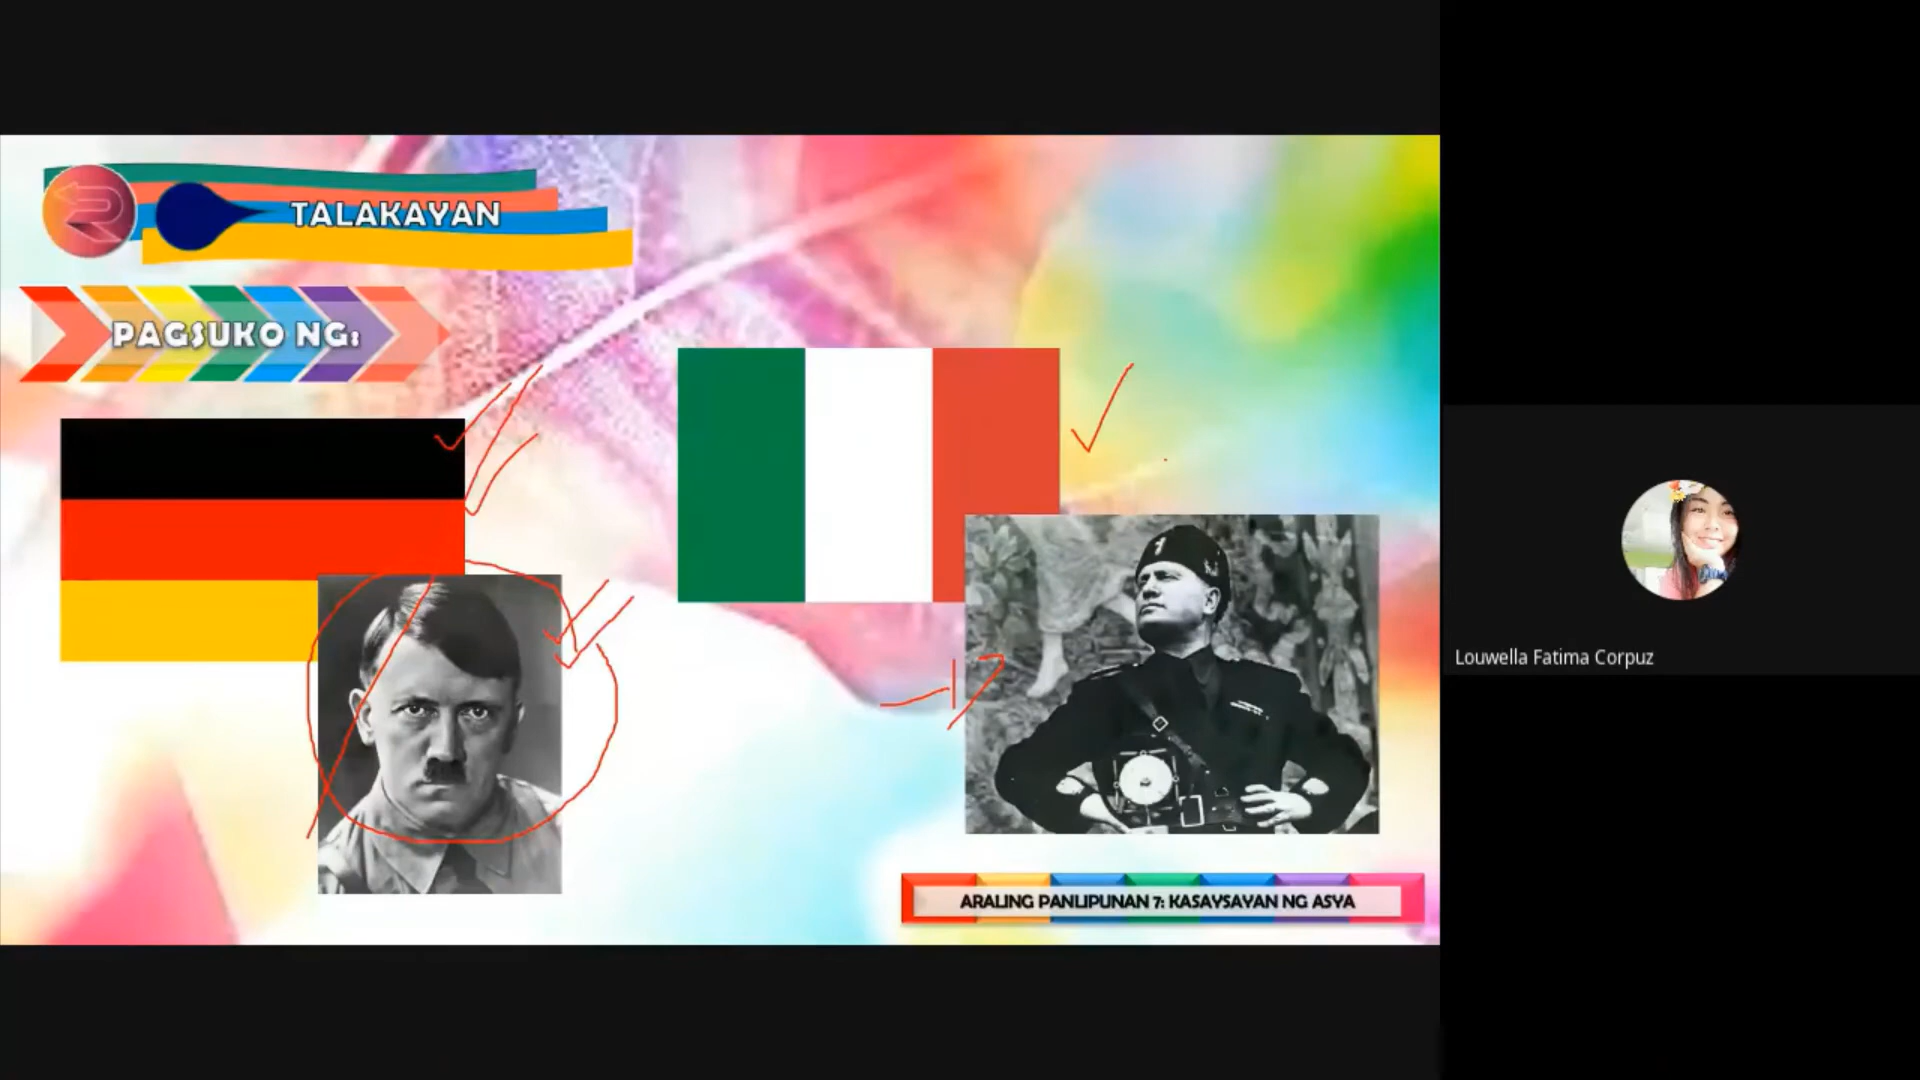 TALAKAYAN
PAGSUKO NG:
Louwella Fatima Corpuz
ARALING PANLIPUNAN 7: KASAYSAYAN NG ASYA